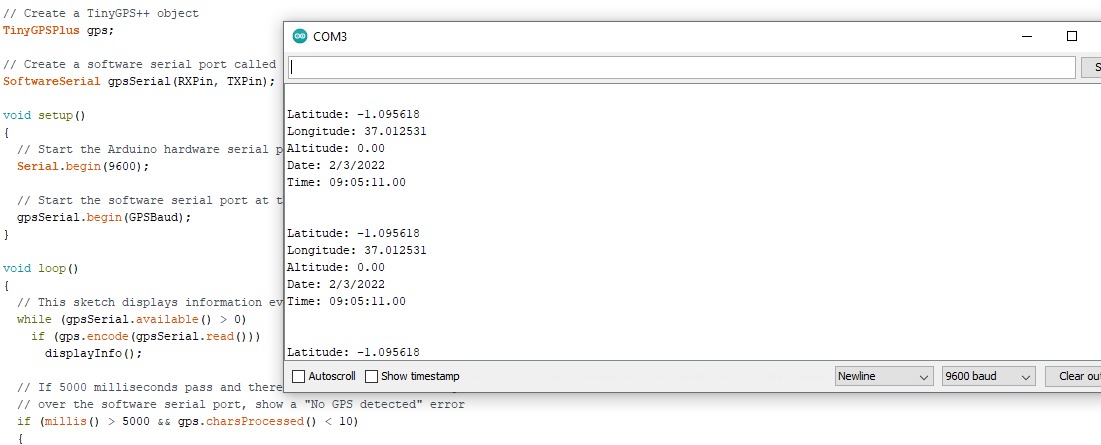 // Create a TinyGPS++ object
TinyGPSPlus gps;
// Create a software serial port called
SoftwareSerial gpsSerial(RXPin, TXPin);
void setup()
{
// Start the Arduino hardware serial p
Serial.begin(9600);
// Start the software serial port at t
gpsSerial.begin(GPSBaud);
}
void loop()
{
// This sketch displays information ev
while (gpsSerial.available() > 0)
if (gps.encode(gpsSerial.read()))
displayInfo();
// If 5000 milliseconds pass and there
// over the software serial port, show a "No GPS detected" error
if (millis() > 5000 && gps.charsProcessed() < 10)
{
COM3
S
Latitude: -1.095618
Longitude: 37.012531
Altitude: 0.00
Date: 2/3/2022
Time: 09:05:11.00
Latitude: -1.095618
Longitude: 37.012531
Altitude: 0.00
Date: 2/3/2022
Time: 09:05:11.00
Latitude: -1.095618
Autoscroll Show timestamp Newline 9600 baud Clear out